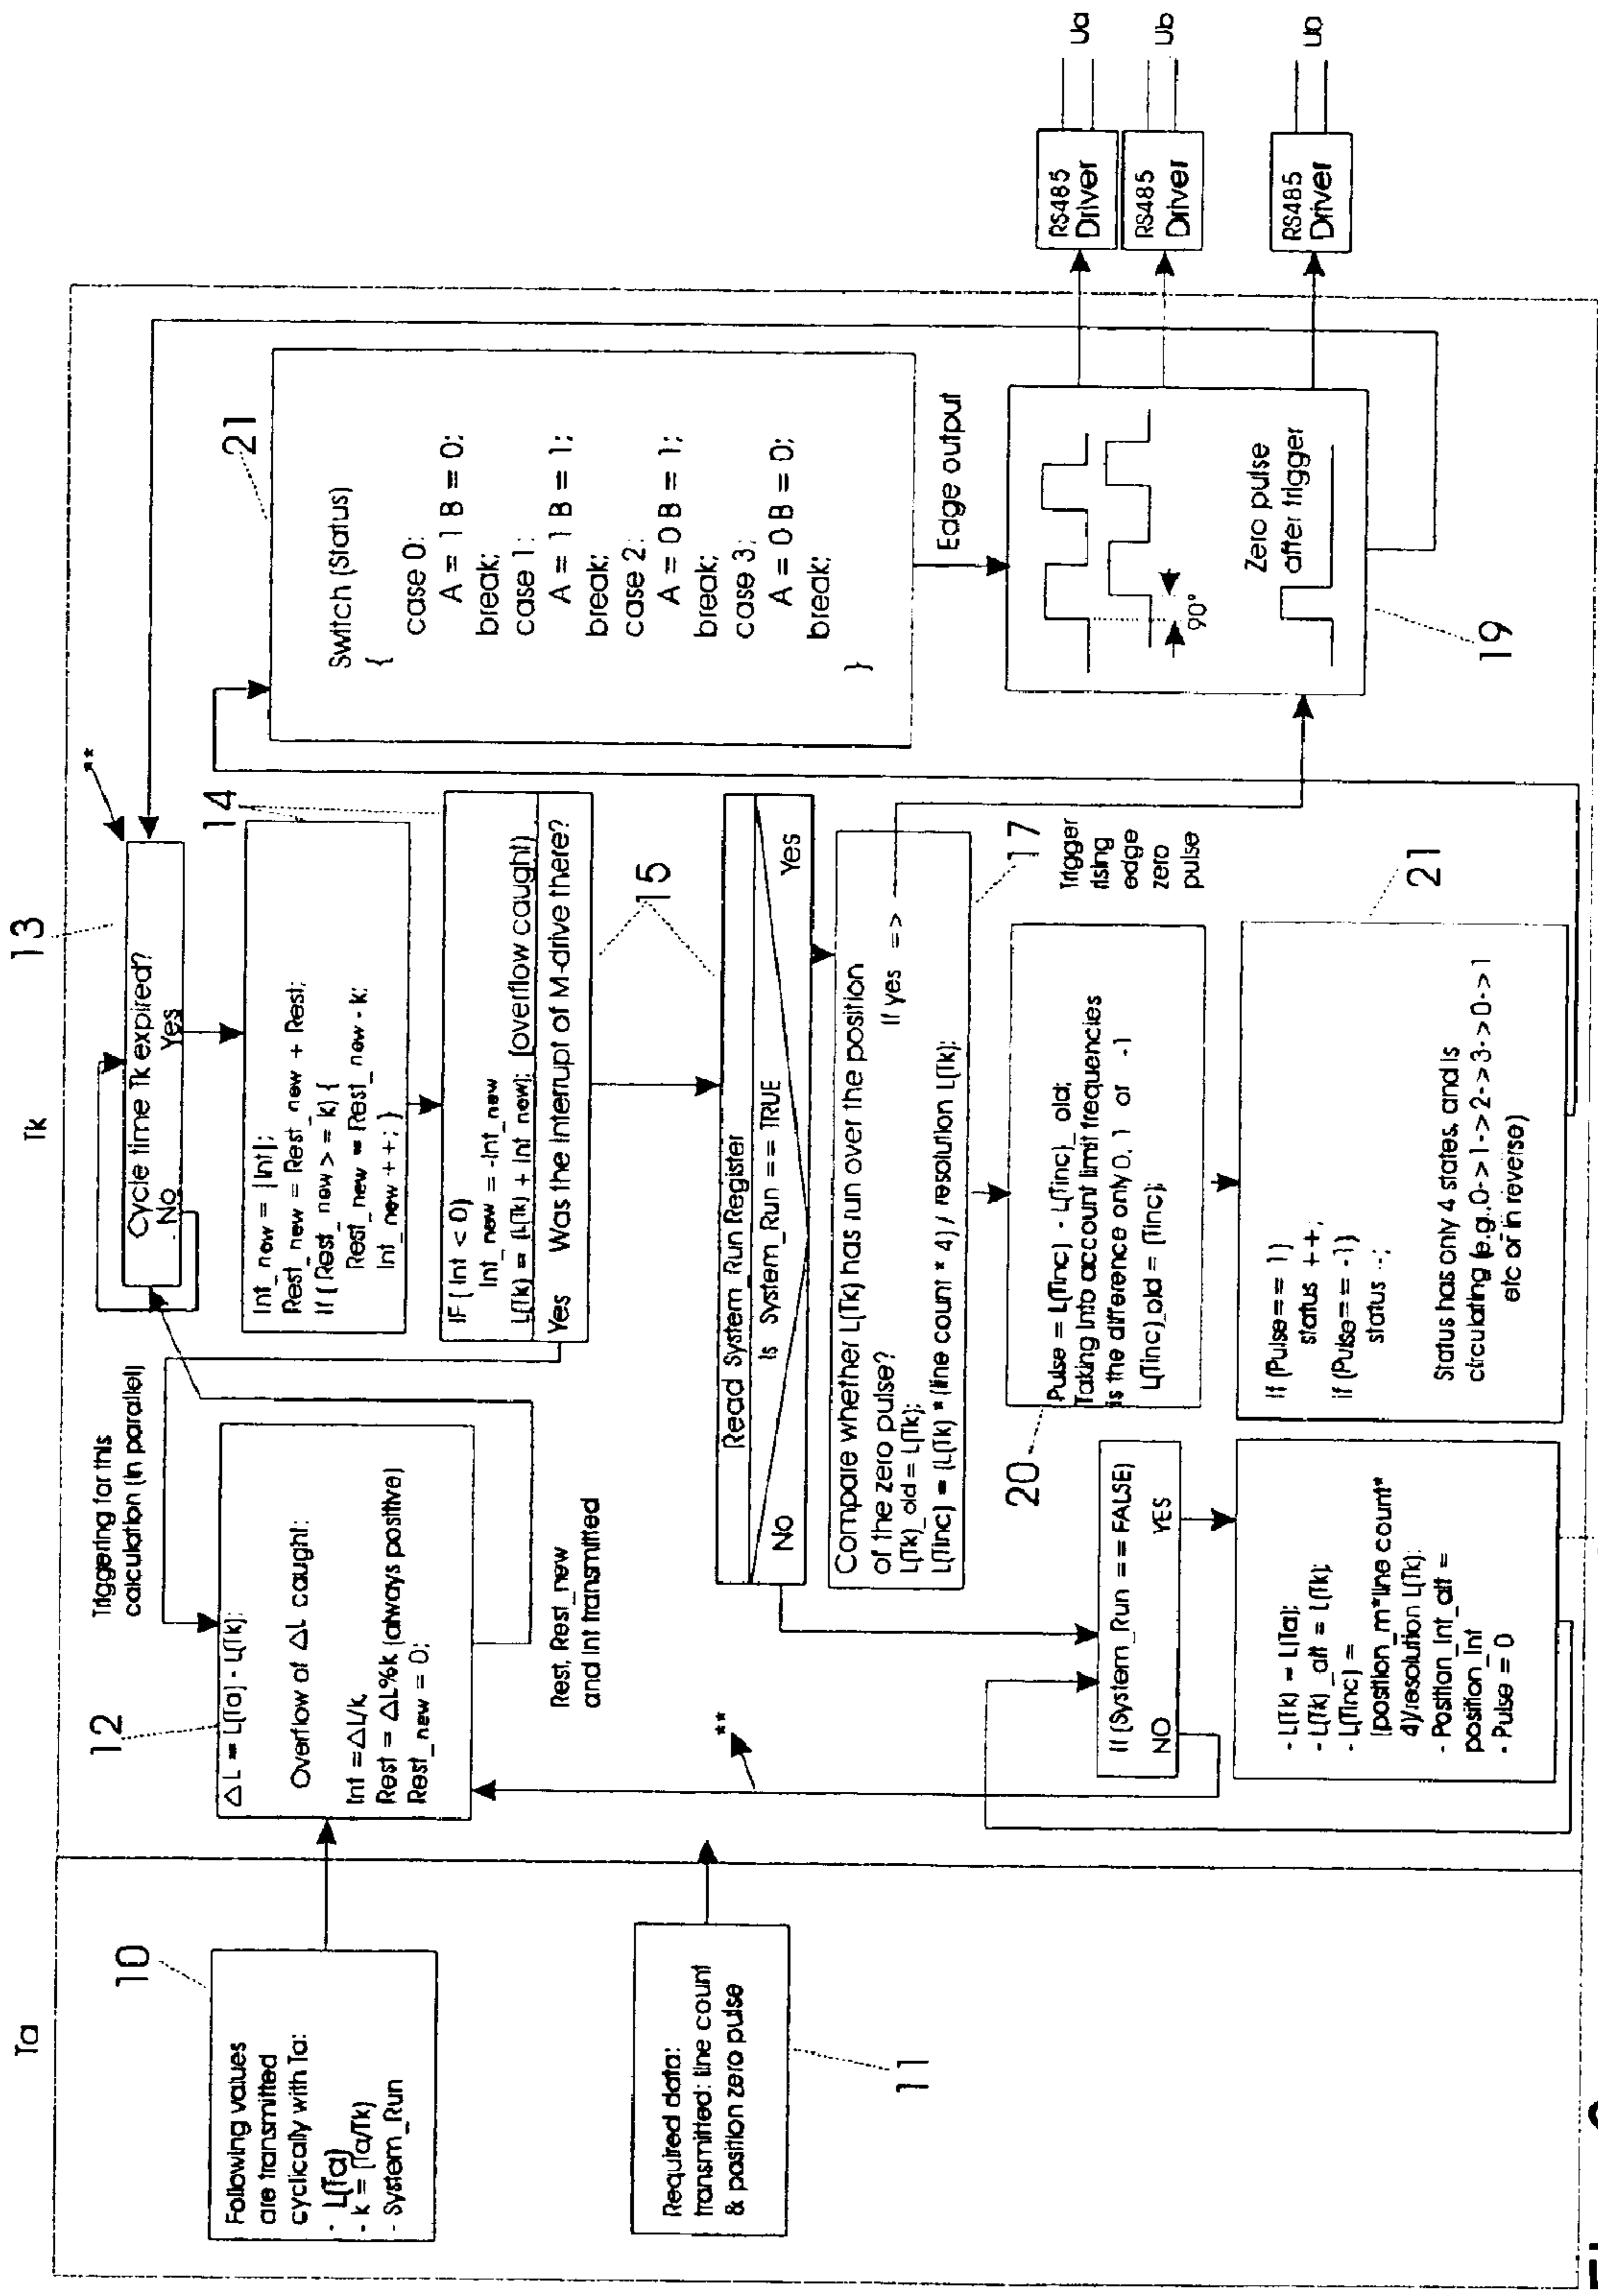 Ta
Tk
10
Following values
are transmitted
cyclically with Ta:
- L(Ta)
- k = (Ta/Tk)
- System_Run
11
Required data:
transmitted: line count
& position zero pulse
Triggering for this
calculation (in parallel)
12
ΔL = L(Ta) - L(Tk);
Overflow at ΔL caught:
Int = ΔL/k
Rest = ΔL%k (always positive)
Rest_new = 0;
Rest, Rest_new
and Int transmitted
13
**
Cycle time Tk expired?
- No
Yes
14
Int_new = |Int|;
Rest_new = Rest_new + Rest;
If (Rest_new >= k) {
Rest_new = Rest_new - k;
Int_new ++; }
IF (Int < 0)
Int_new = -Int_new
L(Tk) = (L(Tk) + Int_new); (overflow caught)
Yes Was the Interrupt of M-drive there?
15
Read System_Run Register
Is System_Run == TRUE
No
Yes
Compare whether L(Tk) has run over the position
of the zero pulse?
If yes =>
L(Tk)_old = L(Tk);
L(Tinc) = (L(Tk) * (line count * 4) / resolution L(Tk);
17
Trigger
rising
edge
zero
pulse
20
Pulse = L(Tinc) - L(Tinc)_old;
Taking into account limit frequencies
is the difference only 0, 1 or -1
L(Tinc)_old = (Tinc);
21
If (Pulse == 1)
status ++;
if (Pulse == -1)
status --;
Status has only 4 states, and is
circulating (e.g. 0->1->2->3->0->1
etc or in reverse)
**
If (System_Run == FALSE)
NO
YES
- L(Tk) = L(Ta);
- L(Tk)_alt = L(Tk);
- L(Tinc) =
(position_m*line count*
4)/resolution L(Tk);
- Position_Int_alt =
position_Int
- Pulse = 0
21
Switch (Status)
{
case 0:
A = 1 B = 0;
break;
case 1:
A = 1 B = 1;
break;
case 2:
A = 0 B = 1;
break;
case 3:
A = 0 B = 0;
break;
}
Edge output
90°
Zero pulse
after trigger
19
RS485
Driver
Ua
RS485
Driver
Ub
RS485
Driver
Uo